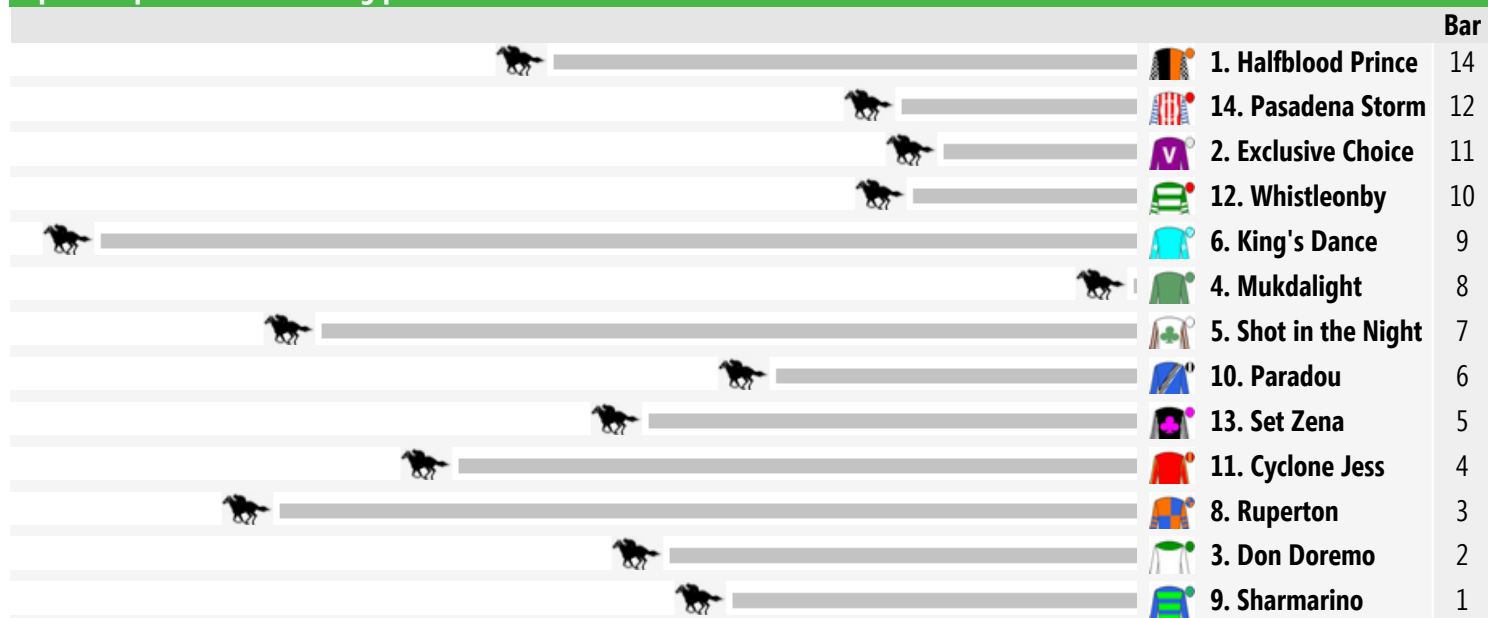 Bar
1. Halfblood Prince 14
14. Pasadena Storm 12
V 2. Exclusive Choice 11
12. Whistleonby 10
6. King's Dance 9
4. Mukdalight 8
5. Shot in the Night 7
10. Paradou 6
13. Set Zena 5
11. Cyclone Jess 4
8. Ruperton 3
3. Don Doremo 2
9. Sharmarino 1